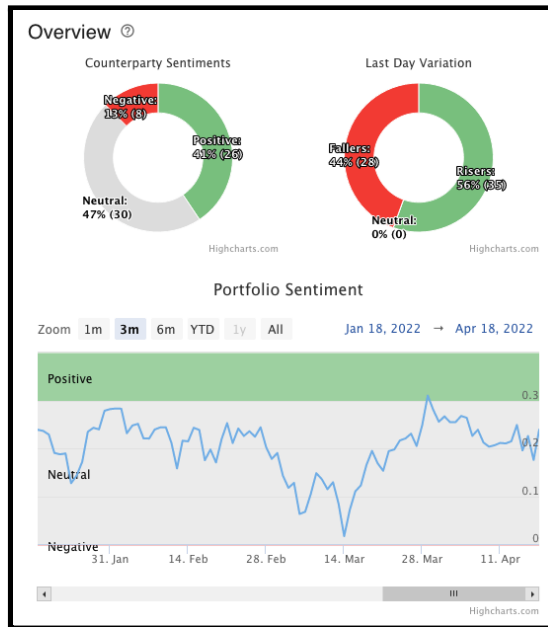 Overview ?
Counterparty Sentiments
Negative:
13% (8)
Positive:
41% (26)
Neutral:
47% (30)
Highcharts.com
Last Day Variation
Fallers:
44% (28)
Risers:
56% (35)
Neutral:
0% (0)
Highcharts.com
Portfolio Sentiment
Zoom 1m 3m 6m YTD 1y All Jan 18, 2022 → Apr 18, 2022
Positive
0.3
0.2
Neutral
0.1
0
Negative
31. Jan 14. Feb 28. Feb 14. Mar 28. Mar 11. Apr
Highcharts.com